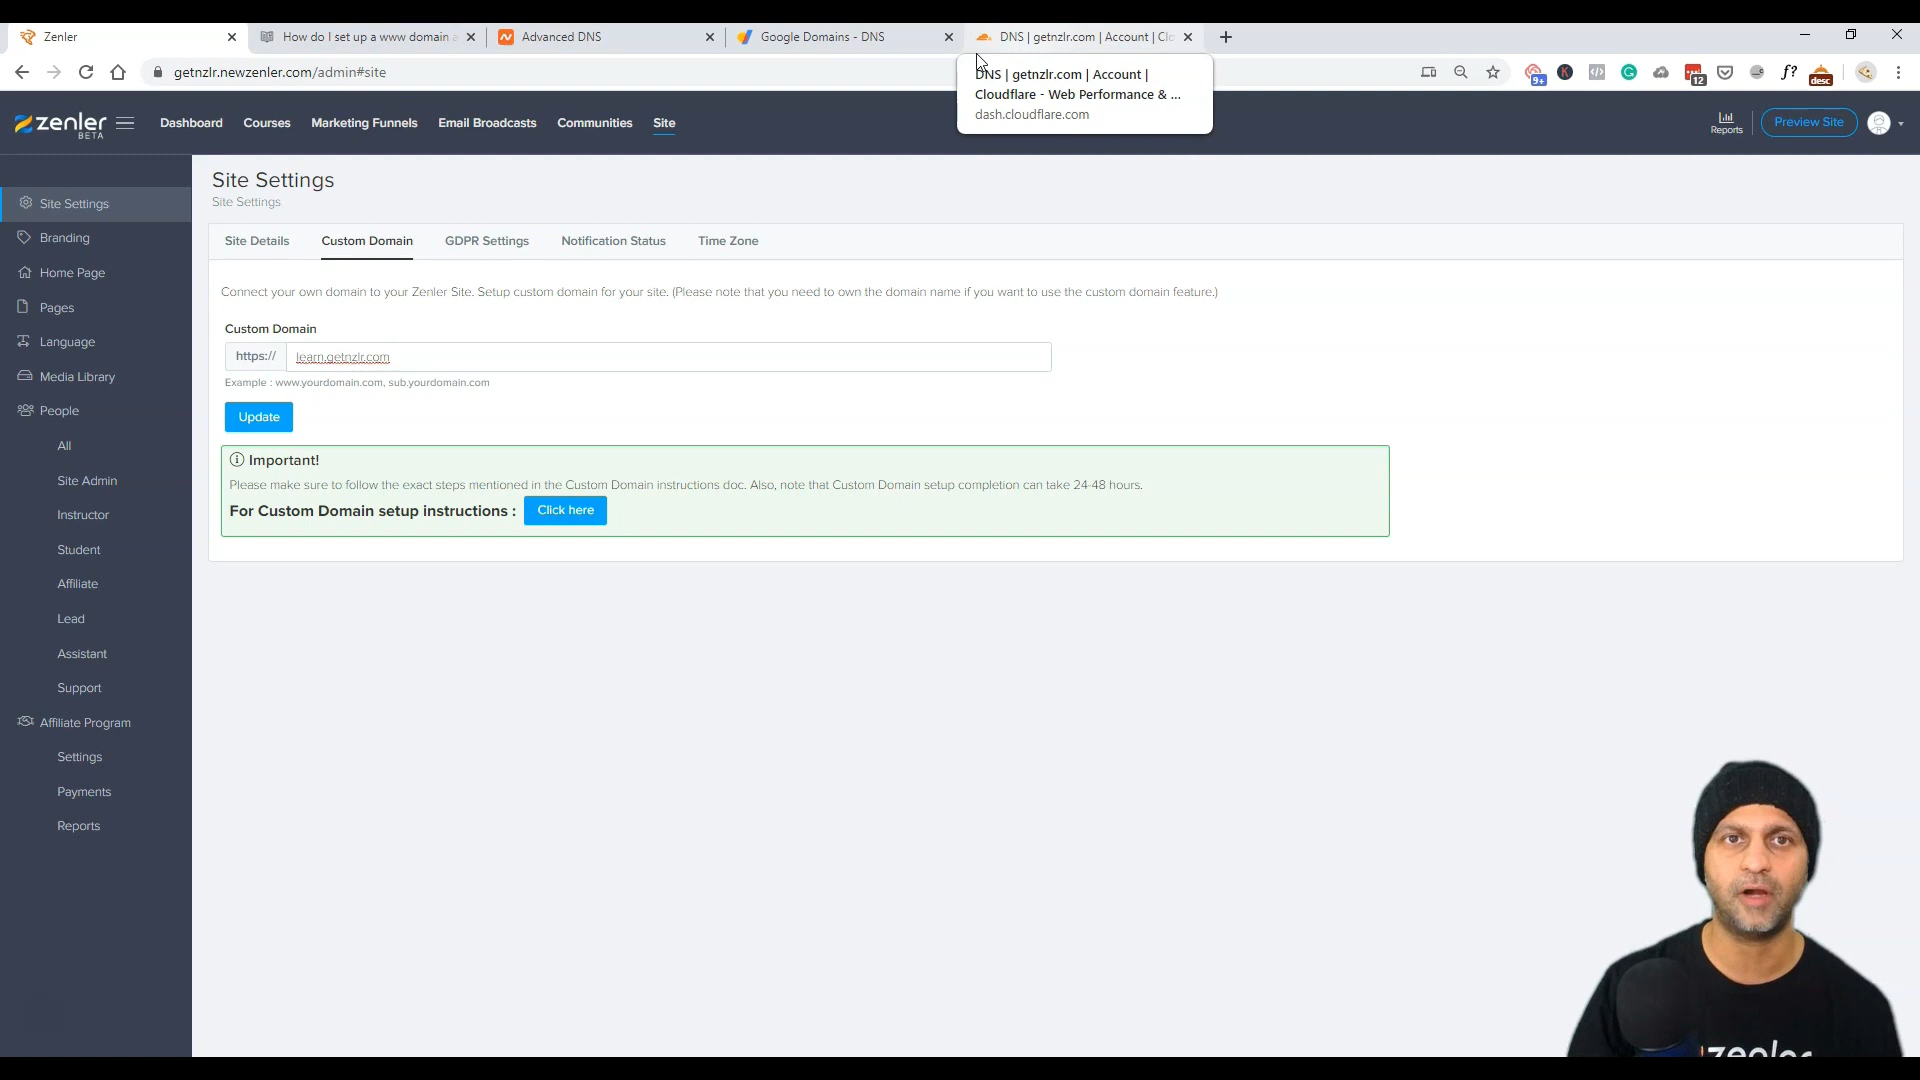 Zenler
How do I set up a www domain a
Advanced DNS
Google Domains - DNS
DNS | getnzlr.com | Account | Clo
getnzlr.newzenler.com/admin#site
9+
K
G
12
f?
desc
DNS | getnzlr.com | Account |
Cloudflare - Web Performance & ...
dash.cloudflare.com
zenler
BETA
Dashboard
Courses
Marketing Funnels
Email Broadcasts
Communities
Site
Reports
Preview Site
Site Settings
Branding
Home Page
Pages
Language
Media Library
People
All
Site Admin
Instructor
Student
Affiliate
Lead
Assistant
Support
Affiliate Program
Settings
Payments
Reports
Site Settings
Site Settings
Site Details
Custom Domain
GDPR Settings
Notification Status
Time Zone
Connect your own domain to your Zenler Site. Setup custom domain for your site. (Please note that you need to own the domain name if you want to use the custom domain feature.)
Custom Domain
https://
learn.getnzlr.com
Example : www.yourdomain.com, sub.yourdomain.com
Update
Important!
Please make sure to follow the exact steps mentioned in the Custom Domain instructions doc. Also, note that Custom Domain setup completion can take 24-48 hours.
For Custom Domain setup instructions :
Click here
zenler